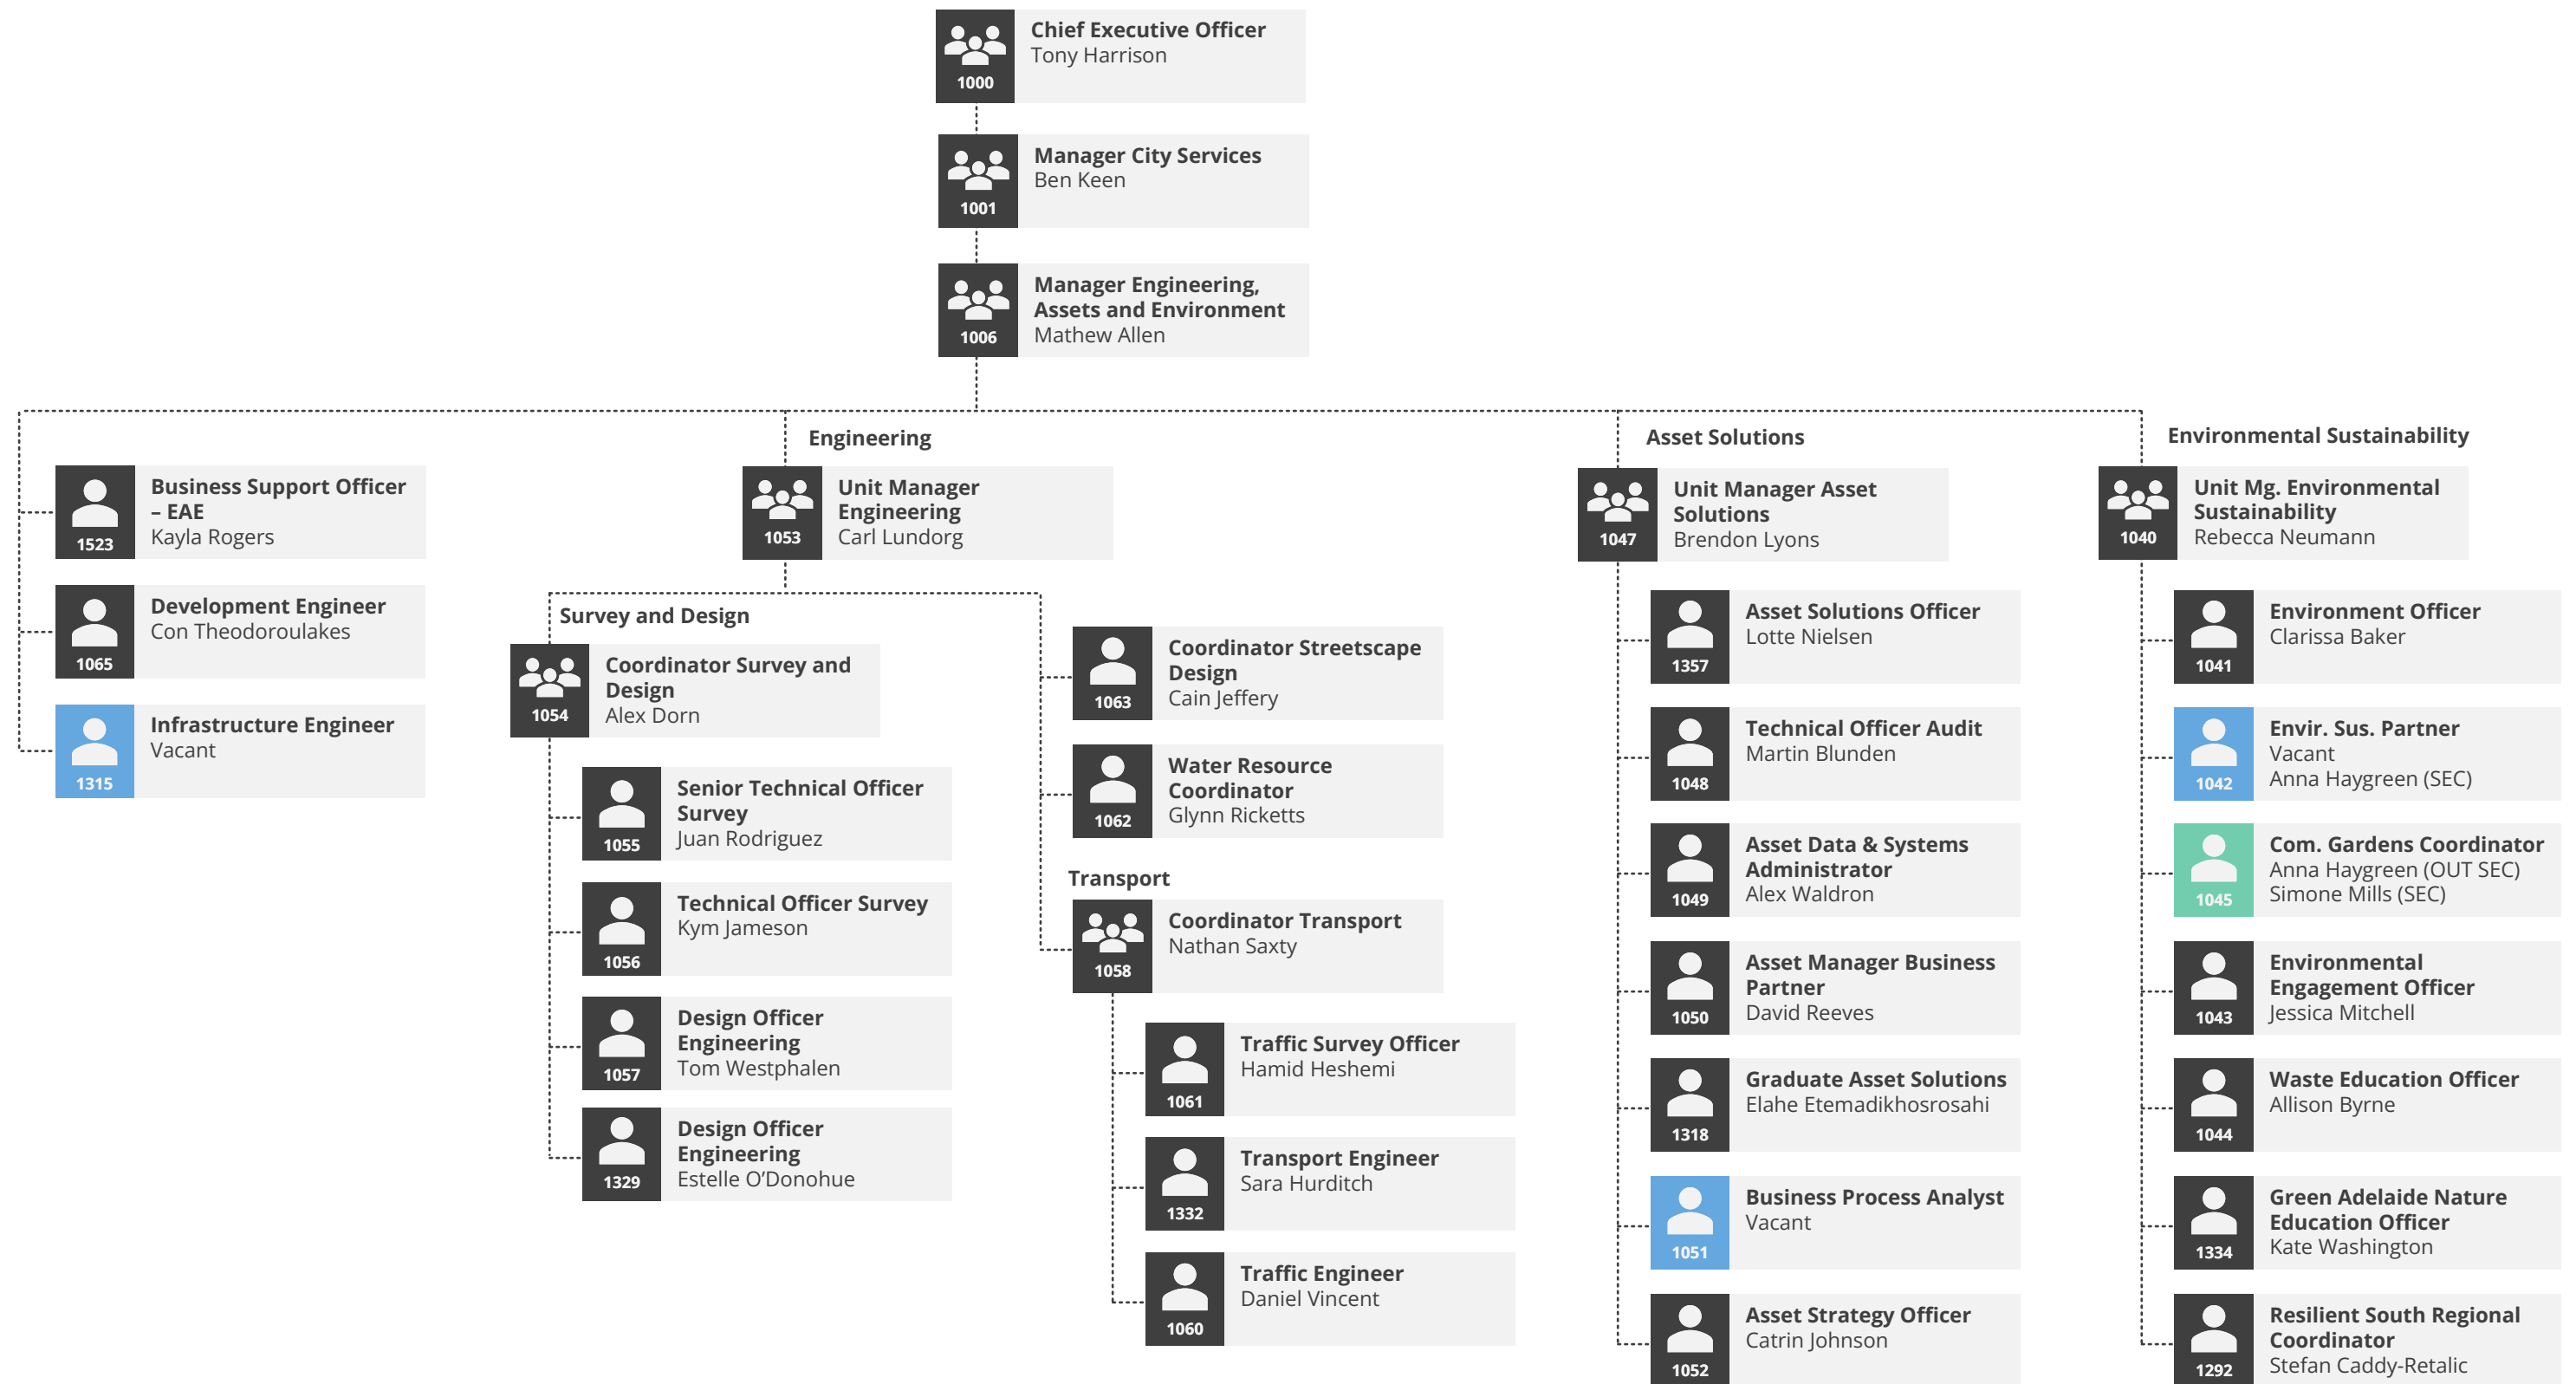 Chief Executive Officer
Tony Harrison
1000
Manager City Services
Ben Keen
1001
Manager Engineering,
Assets and Environment
Mathew Allen
1006
Business Support Officer
– EAE
Kayla Rogers
1523
Development Engineer
Con Theodoroulakes
1065
Infrastructure Engineer
Vacant
1315
Engineering
Unit Manager
Engineering
Carl Lundorg
1053
Survey and Design
Coordinator Survey and
Design
Alex Dorn
1054
Senior Technical Officer
Survey
Juan Rodriguez
1055
Technical Officer Survey
Kym Jameson
1056
Design Officer
Engineering
Tom Westphalen
1057
Design Officer
Engineering
Estelle O’Donohue
1329
Coordinator Streetscape
Design
Cain Jeffery
1063
Water Resource
Coordinator
Glynn Ricketts
1062
Transport
Coordinator Transport
Nathan Saxty
1058
Traffic Survey Officer
Hamid Heshemi
1061
Transport Engineer
Sara Hurditch
1332
Traffic Engineer
Daniel Vincent
1060
Asset Solutions
Unit Manager Asset
Solutions
Brendon Lyons
1047
Asset Solutions Officer
Lotte Nielsen
1357
Technical Officer Audit
Martin Blunden
1048
Asset Data & Systems
Administrator
Alex Waldron
1049
Asset Manager Business
Partner
David Reeves
1050
Graduate Asset Solutions
Elahe Etemadikhosrosahi
1318
Business Process Analyst
Vacant
1051
Asset Strategy Officer
Catrin Johnson
1052
Environmental Sustainability
Unit Mg. Environmental
Sustainability
Rebecca Neumann
1040
Environment Officer
Clarissa Baker
1041
Envir. Sus. Partner
Vacant
Anna Haygreen (SEC)
1042
Com. Gardens Coordinator
Anna Haygreen (OUT SEC)
Simone Mills (SEC)
1045
Environmental
Engagement Officer
Jessica Mitchell
1043
Waste Education Officer
Allison Byrne
1044
Green Adelaide Nature
Education Officer
Kate Washington
1334
Resilient South Regional
Coordinator
Stefan Caddy-Retalic
1292